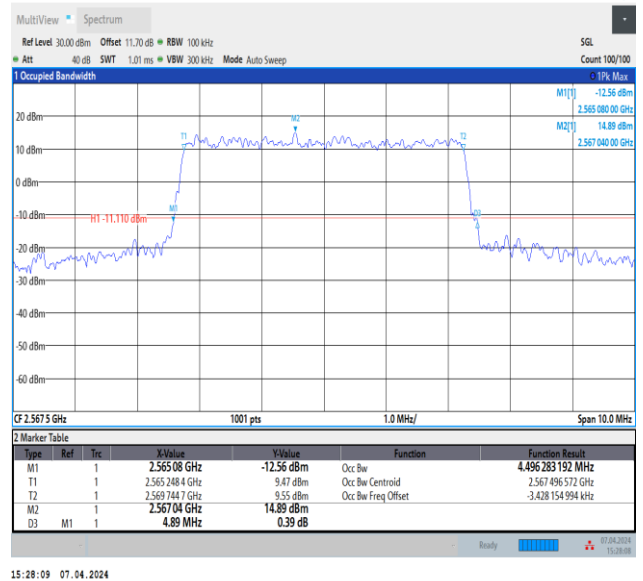 MultiView Spectrum
Ref Level 30.00 dBm Offset 11.70 dB RBW 100 kHz SGL
Att 40 dB SWT 1.01 ms VBW 300 kHz Mode Auto Sweep Count 100/100
1 Occupied Bandwidth 1Pk Max
M1[1] -12.56 dBm
2.565 080 00 GHz
M2[1] 14.89 dBm
2.567 040 00 GHz
20 dBm
M2
T1 T2
10 dBm
0 dBm
M1 D3
-10 dBm
H1 -11.110 dBm
-20 dBm
-30 dBm
-40 dBm
-50 dBm
-60 dBm
CF 2.567 5 GHz 1001 pts 1.0 MHz/ Span 10.0 MHz
2 Marker Table
Type Ref Trc X-Value Y-Value Function Function Result
M1 1 2.565 08 GHz -12.56 dBm Occ Bw 4.496 283 192 MHz
T1 1 2.565 248 4 GHz 9.47 dBm Occ Bw Centroid 2.567 496 572 GHz
T2 1 2.569 744 7 GHz 9.55 dBm Occ Bw Freq Offset -3.428 154 994 kHz
M2 1 2.567 04 GHz 14.89 dBm
D3 M1 1 4.89 MHz 0.39 dB
Ready 07.04.2024
15:28:08
15:28:09 07.04.2024